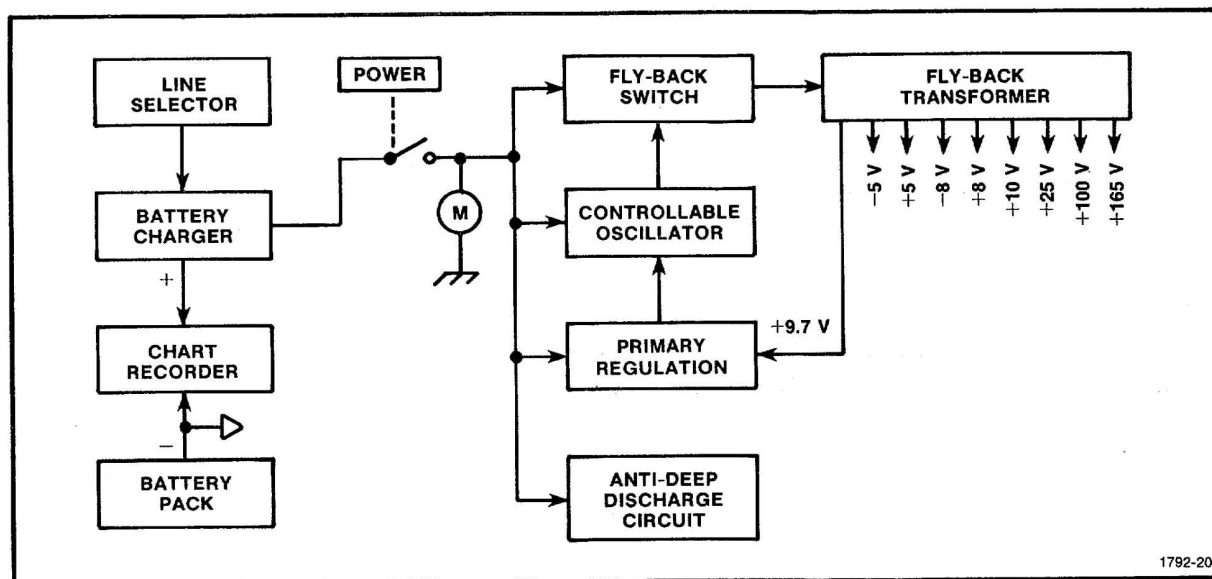 LINE
SELECTOR
POWER
FLY-BACK
SWITCH
FLY-BACK
TRANSFORMER
−5 V
+5 V
−8 V
+8 V
+10 V
+25 V
+100 V
+165 V
BATTERY
CHARGER
M
CONTROLLABLE
OSCILLATOR
+
CHART
RECORDER
+9.7 V
PRIMARY
REGULATION
−
BATTERY
PACK
ANTI-DEEP
DISCHARGE
CIRCUIT
1792-20